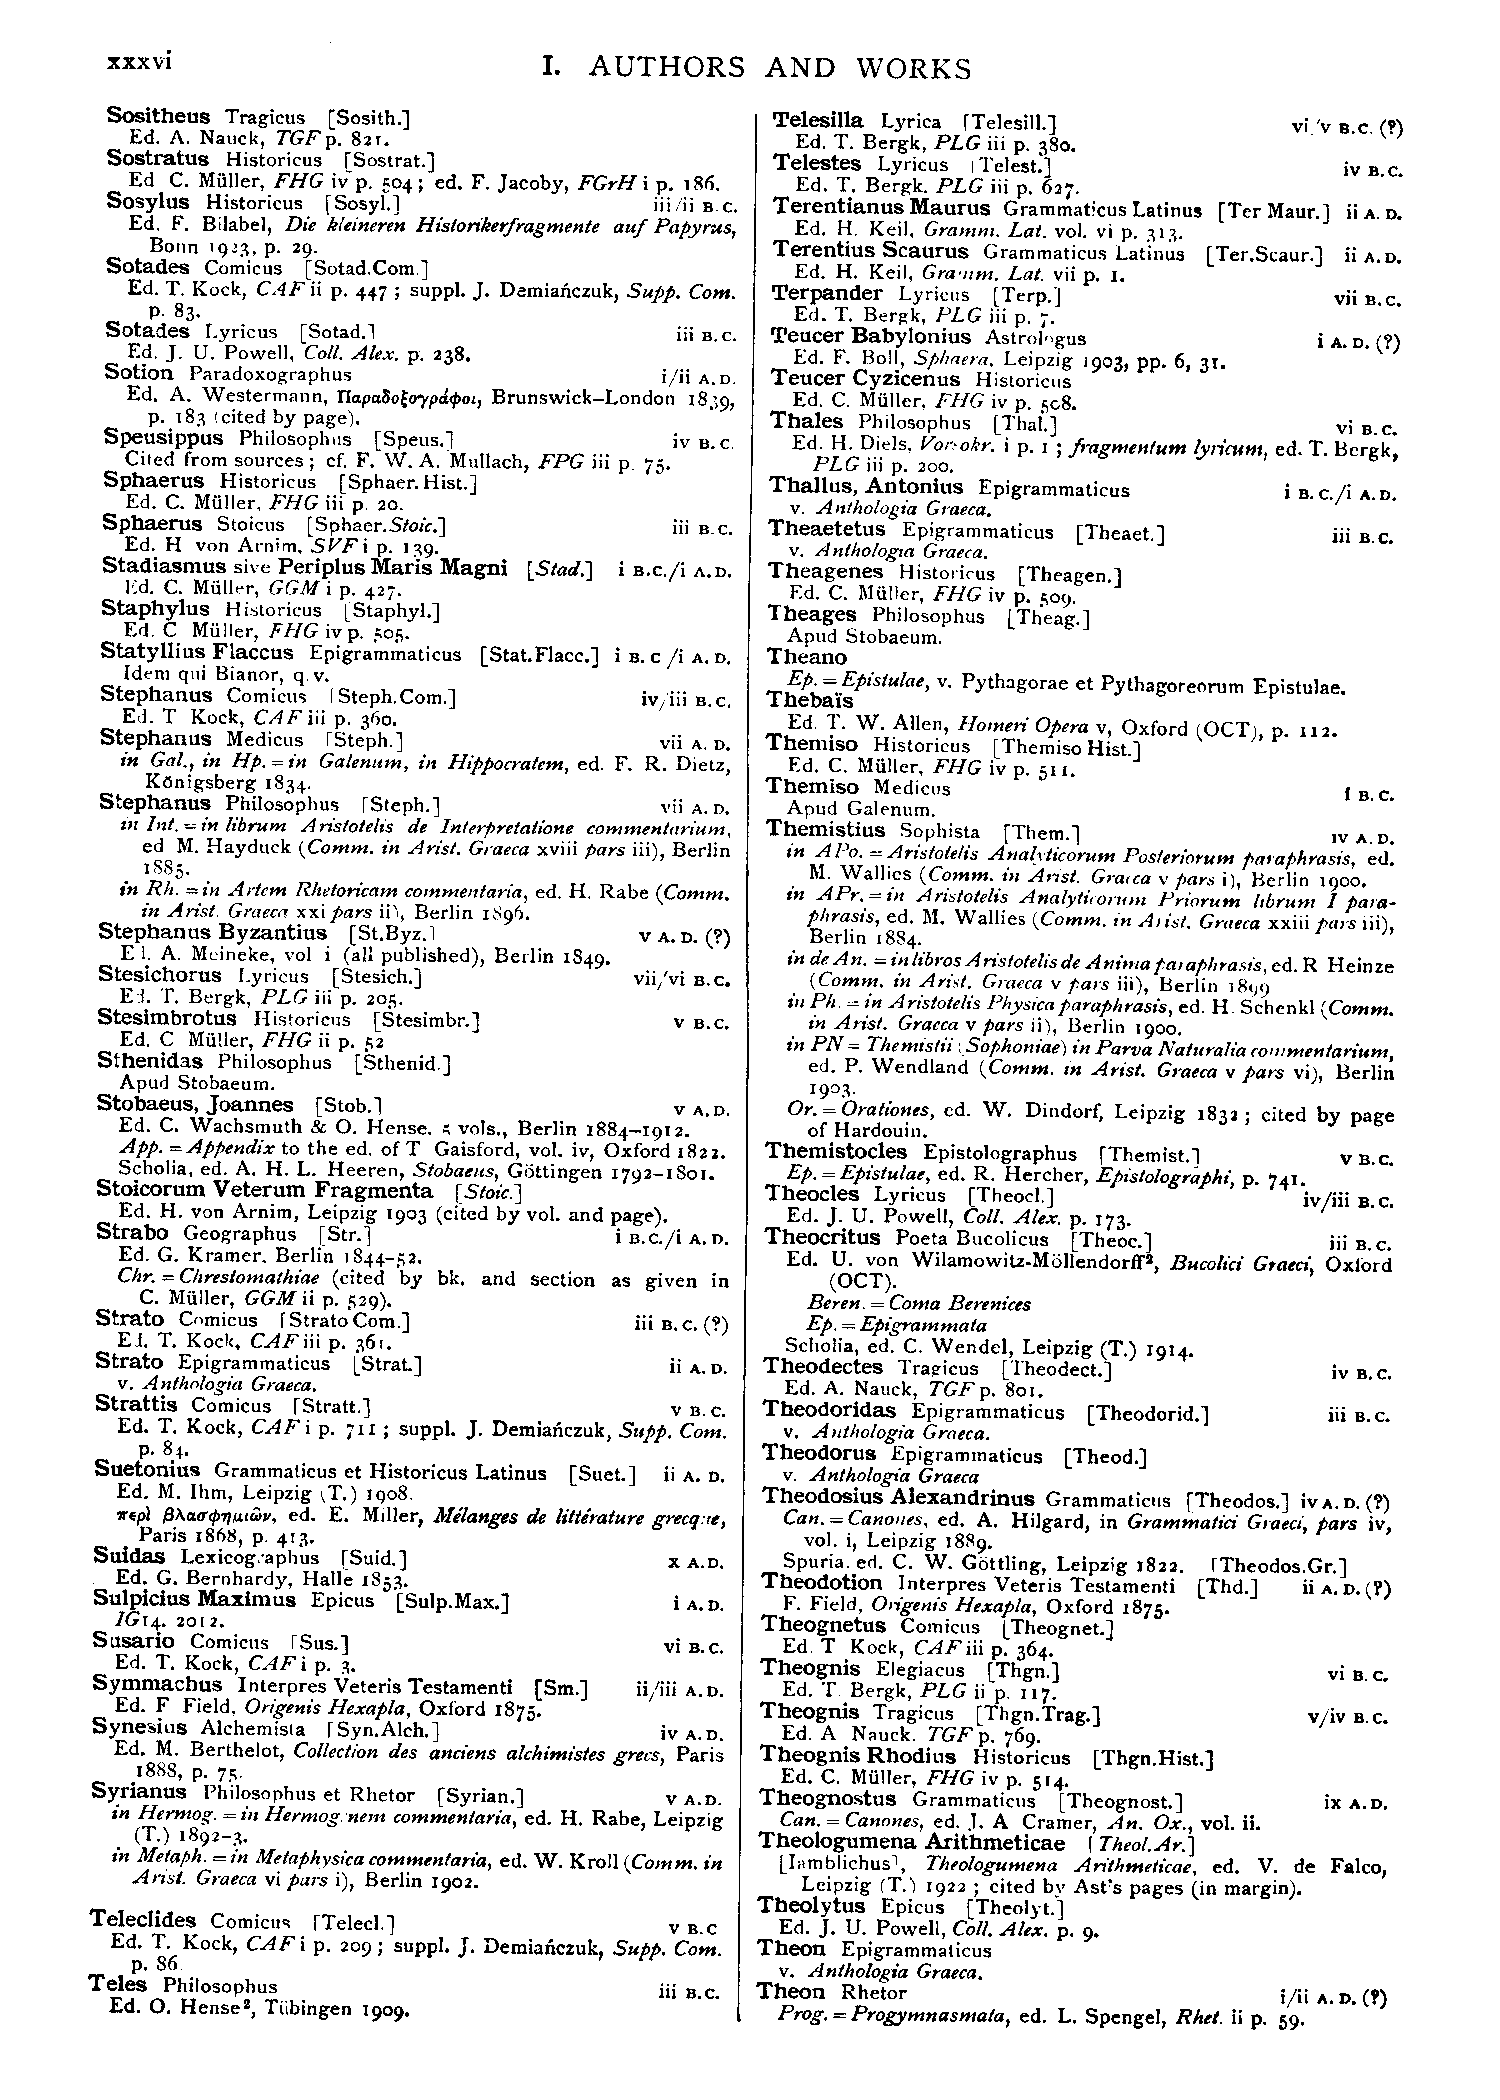 xxxvi
I. AUTHORS AND WORKS
Sositheus Tragicus [Sosith.]
Ed. A. Nauck, TGF p. 821.
Sostratus Historicus [Sostrat.]
Ed C. Müller, FHG iv p. 504; ed. F. Jacoby, FGrH i p. 186.
Sosylus Historicus [Sosyl.] iii/ii B.C.
Ed. F. Bilabel, Die kleineren Historikerfragmente auf Papyrus,
Bonn 1923, p. 29.
Sotades Comicus [Sotad.Com.]
Ed. T. Kock, CAF ii p. 447; suppl. J. Demiańczuk, Supp. Com.
p. 83.
Sotades Lyricus [Sotad.] iii B.C.
Ed. J. U. Powell, Coll. Alex. p. 238.
Sotion Paradoxographus i/ii A.D.
Ed. A. Westermann, Παραδοξογράφοι, Brunswick–London 1839,
p. 183 (cited by page).
Speusippus Philosophus [Speus.] iv B.C.
Cited from sources; cf. F. W. A. Mullach, FPG iii p. 75.
Sphaerus Historicus [Sphaer.Hist.]
Ed. C. Müller, FHG iii p. 20.
Sphaerus Stoicus [Sphaer.Stoic.] iii B.C.
Ed. H von Arnim, SVF i p. 139.
Stadiasmus sive Periplus Maris Magni [Stad.] i B.C./i A.D.
Ed. C. Müller, GGM i p. 427.
Staphylus Historicus [Staphyl.]
Ed. C Müller, FHG iv p. 505.
Statyllius Flaccus Epigrammaticus [Stat.Flacc.] i B.C/i A.D.
Idem qui Bianor, q.v.
Stephanus Comicus [Steph.Com.] iv/iii B.C.
Ed. T Kock, CAF iii p. 360.
Stephanus Medicus [Steph.] vii A.D.
in Gal., in Hp. = in Galenum, in Hippocratem, ed. F. R. Dietz,
Königsberg 1834.
Stephanus Philosophus [Steph.] vii A.D.
in Int. = in librum Aristotelis de Interpretatione commentarium,
ed M. Hayduck (Comm. in Arist. Graeca xviii pars iii), Berlin
1885.
in Rh. = in Artem Rhetoricam commentaria, ed. H. Rabe (Comm.
in Arist. Graeca xxi pars ii), Berlin 1896.
Stephanus Byzantius [St.Byz.] v A.D. (?)
Ed. A. Meineke, vol i (all published), Berlin 1849.
Stesichorus Lyricus [Stesich.] vii/vi B.C.
Ed. T. Bergk, PLG iii p. 205.
Stesimbrotus Historicus [Stesimbr.] v B.C.
Ed. C Müller, FHG ii p. 52
Sthenidas Philosophus [Sthenid.]
Apud Stobaeum.
Stobaeus, Joannes [Stob.] v A.D.
Ed. C. Wachsmuth & O. Hense. 5 vols., Berlin 1884–1912.
App. = Appendix to the ed. of T Gaisford, vol. iv, Oxford 1822.
Scholia, ed. A. H. L. Heeren, Stobaeus, Göttingen 1792–1801.
Stoicorum Veterum Fragmenta [Stoic.]
Ed. H. von Arnim, Leipzig 1903 (cited by vol. and page).
Strabo Geographus [Str.] i B.C./i A.D.
Ed. G. Kramer. Berlin 1844–52.
Chr. = Chrestomathiae (cited by bk. and section as given in
C. Müller, GGM ii p. 529).
Strato Comicus [StratoCom.] iii B.C. (?)
Ed. T. Kock, CAF iii p. 361.
Strato Epigrammaticus [Strat.] ii A.D.
v. Anthologia Graeca.
Strattis Comicus [Stratt.] v B.C.
Ed. T. Kock, CAF i p. 711; suppl. J. Demiańczuk, Supp. Com.
p. 84.
Suetonius Grammaticus et Historicus Latinus [Suet.] ii A.D.
Ed. M. Ihm, Leipzig (T.) 1908.
περὶ βλασφημιῶν, ed. E. Miller, Mélanges de littérature grecque,
Paris 1868, p. 413.
Suidas Lexicographus [Suid.] x A.D.
Ed. G. Bernhardy, Halle 1853.
Sulpicius Maximus Epicus [Sulp.Max.] i A.D.
IG 14. 2012.
Susario Comicus [Sus.] vi B.C.
Ed. T. Kock, CAF i p. 3.
Symmachus Interpres Veteris Testamenti [Sm.] ii/iii A.D.
Ed. F Field, Origenis Hexapla, Oxford 1875.
Synesius Alchemista [Syn.Alch.] iv A.D.
Ed. M. Berthelot, Collection des anciens alchimistes grecs, Paris
1888, p. 75.
Syrianus Philosophus et Rhetor [Syrian.] v A.D.
in Hermog. = in Hermogenem commentaria, ed. H. Rabe, Leipzig
(T.) 1892–3.
in Metaph. = in Metaphysica commentaria, ed. W. Kroll (Comm. in
Arist. Graeca vi pars i), Berlin 1902.
Teleclides Comicus [Telecl.] v B.C
Ed. T. Kock, CAF i p. 209; suppl. J. Demiańczuk, Supp. Com.
p. 86.
Teles Philosophus iii B.C.
Ed. O. Hense², Tübingen 1909.
Telesilla Lyrica [Telesill.] vi/v B.C. (?)
Ed. T. Bergk, PLG iii p. 380.
Telestes Lyricus [Telest.] iv B.C.
Ed. T. Bergk. PLG iii p. 627.
Terentianus Maurus Grammaticus Latinus [Ter Maur.] ii A.D.
Ed. H. Keil, Gramm. Lat. vol. vi p. 313.
Terentius Scaurus Grammaticus Latinus [Ter.Scaur.] ii A.D.
Ed. H. Keil, Gramm. Lat. vii p. 1.
Terpander Lyricus [Terp.] vii B.C.
Ed. T. Bergk, PLG iii p. 7.
Teucer Babylonius Astrologus i A.D. (?)
Ed. F. Boll, Sphaera, Leipzig 1903, pp. 6, 31.
Teucer Cyzicenus Historicus
Ed. C. Müller, FHG iv p. 508.
Thales Philosophus [Thal.] vi B.C.
Ed. H. Diels, Vorsokr. i p. 1; fragmentum lyricum, ed. T. Bergk,
PLG iii p. 200.
Thallus, Antonius Epigrammaticus i B.C./i A.D.
v. Anthologia Graeca.
Theaetetus Epigrammaticus [Theaet.] iii B.C.
v. Anthologia Graeca.
Theagenes Historicus [Theagen.]
Ed. C. Müller, FHG iv p. 509.
Theages Philosophus [Theag.]
Apud Stobaeum.
Theano
Ep. = Epistulae, v. Pythagorae et Pythagoreorum Epistulae.
Thebaïs
Ed. T. W. Allen, Homeri Opera v, Oxford (OCT), p. 112.
Themiso Historicus [Themiso Hist.]
Ed. C. Müller, FHG iv p. 511.
Themiso Medicus i B.C.
Apud Galenum.
Themistius Sophista [Them.] iv A.D.
in APo. = Aristotelis Analyticorum Posteriorum paraphrasis, ed.
M. Wallies (Comm. in Arist. Graeca v pars i), Berlin 1900.
in APr. = in Aristotelis Analyticorum Priorum librum I para-
phrasis, ed. M. Wallies (Comm. in Arist. Graeca xxiii pars iii),
Berlin 1884.
in de An. = in libros Aristotelis de Anima paraphrasis, ed. R Heinze
(Comm. in Arist. Graeca v pars iii), Berlin 1899
in Ph. = in Aristotelis Physica paraphrasis, ed. H. Schenkl (Comm.
in Arist. Graeca v pars ii), Berlin 1900.
in PN = Themistii (Sophoniae) in Parva Naturalia commentarium,
ed. P. Wendland (Comm. in Arist. Graeca v pars vi), Berlin
1903.
Or. = Orationes, ed. W. Dindorf, Leipzig 1832; cited by page
of Hardouin.
Themistocles Epistolographus [Themist.] v B.C.
Ep. = Epistulae, ed. R. Hercher, Epistolographi, p. 741.
Theocles Lyricus [Theocl.] iv/iii B.C.
Ed. J. U. Powell, Coll. Alex. p. 173.
Theocritus Poeta Bucolicus [Theoc.] iii B.C.
Ed. U. von Wilamowitz-Möllendorff², Bucolici Graeci, Oxford
(OCT).
Beren. = Coma Berenices
Ep. = Epigrammata
Scholia, ed. C. Wendel, Leipzig (T.) 1914.
Theodectes Tragicus [Theodect.] iv B.C.
Ed. A. Nauck, TGF p. 801.
Theodoridas Epigrammaticus [Theodorid.] iii B.C.
v. Anthologia Graeca.
Theodorus Epigrammaticus [Theod.]
v. Anthologia Graeca
Theodosius Alexandrinus Grammaticus [Theodos.] iv A.D. (?)
Can. = Canones, ed. A. Hilgard, in Grammatici Graeci, pars iv,
vol. i, Leipzig 1889.
Spuria. ed. C. W. Göttling, Leipzig 1822. [Theodos.Gr.]
Theodotion Interpres Veteris Testamenti [Thd.] ii A.D. (?)
F. Field, Origenis Hexapla, Oxford 1875.
Theognetus Comicus [Theognet.]
Ed. T Kock, CAF iii p. 364.
Theognis Elegiacus [Thgn.] vi B.C.
Ed. T. Bergk, PLG ii p. 117.
Theognis Tragicus [Thgn.Trag.] v/iv B.C.
Ed. A Nauck. TGF p. 769.
Theognis Rhodius Historicus [Thgn.Hist.]
Ed. C. Müller, FHG iv p. 514.
Theognostus Grammaticus [Theognost.] ix A.D.
Can. = Canones, ed. J. A Cramer, An. Ox., vol. ii.
Theologumena Arithmeticae [Theol.Ar.]
[Iamblichus], Theologumena Arithmeticae, ed. V. de Falco,
Leipzig (T.) 1922; cited by Ast's pages (in margin).
Theolytus Epicus [Theolyt.]
Ed. J. U. Powell, Coll. Alex. p. 9.
Theon Epigrammaticus
v. Anthologia Graeca.
Theon Rhetor i/ii A.D. (?)
Prog. = Progymnasmata, ed. L. Spengel, Rhet. ii p. 59.